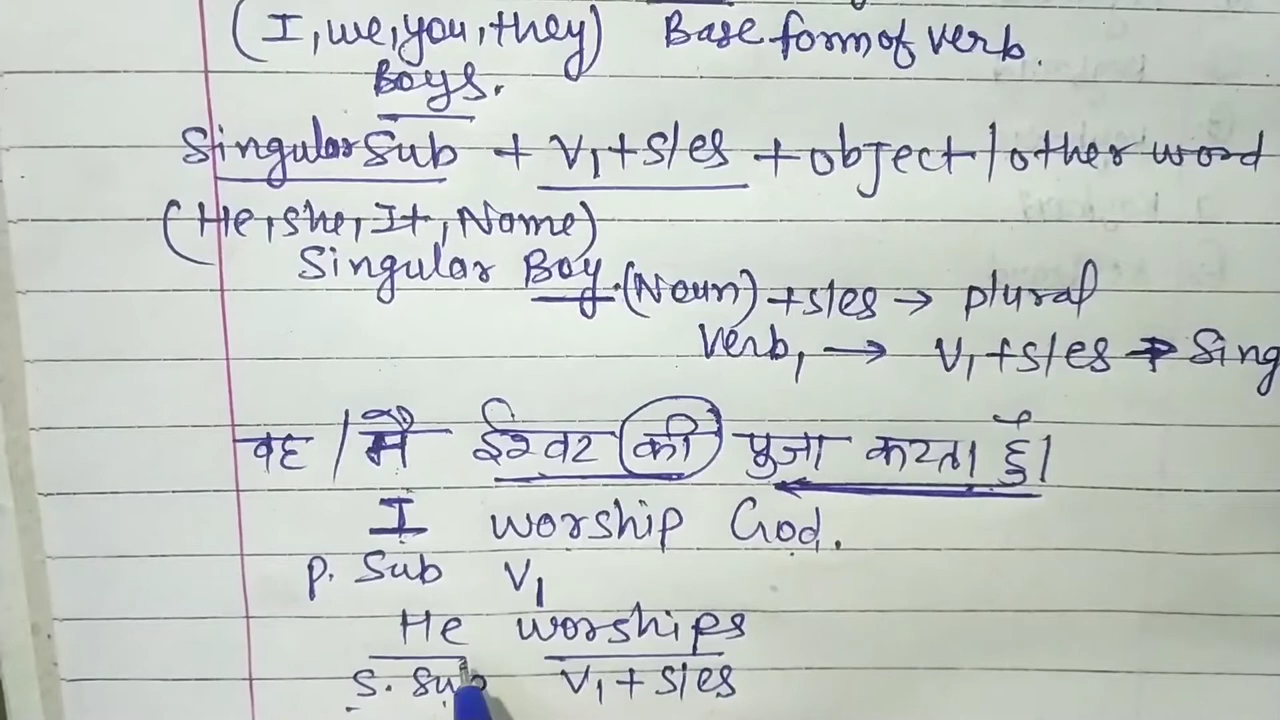 (I, we, you, they) Base form of verb.
Boys.
Singular Sub + V1 + s/es + object / other word
(He, she, It, Name)
Singular Boy. (Noun) + s/es → plural
Verb1 → V1 + s/es → Sing
वह / मैं ईश्वर की पूजा करता हूँ।
I worship God.
P. Sub V1
He worships
S. Sub V1 + s/es